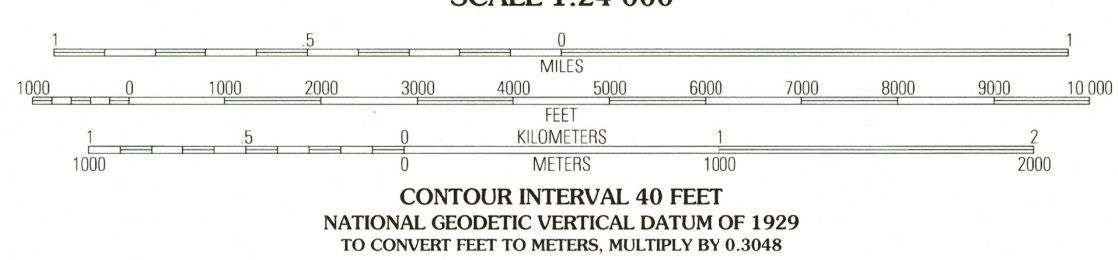 SCALE 1:24 000
1 .5 0 1
MILES
1000 0 1000 2000 3000 4000 5000 6000 7000 8000 9000 10 000
FEET
1 .5 0 KILOMETERS 1 2
1000 0 METERS 1000 2000
CONTOUR INTERVAL 40 FEET
NATIONAL GEODETIC VERTICAL DATUM OF 1929
TO CONVERT FEET TO METERS, MULTIPLY BY 0.3048